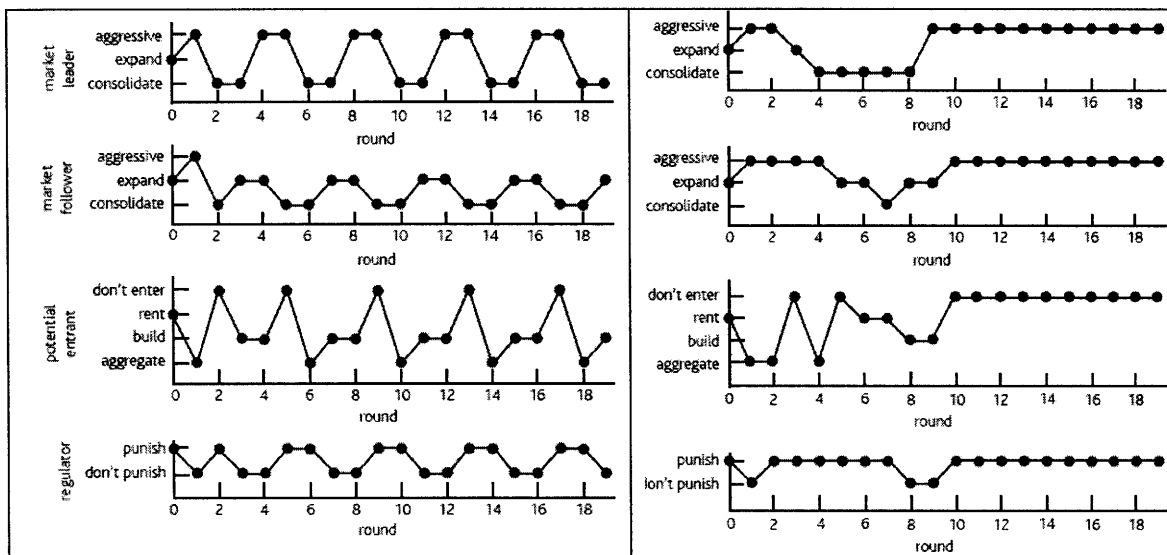 market leader
aggressive
expand
consolidate
0 2 4 6 8 10 12 14 16 18
round
market follower
aggressive
expand
consolidate
0 2 4 6 8 10 12 14 16 18
round
potential entrant
don't enter
rent
build
aggregate
0 2 4 6 8 10 12 14 16 18
round
regulator
punish
don't punish
0 2 4 6 8 10 12 14 16 18
round
aggressive
expand
consolidate
0 2 4 6 8 10 12 14 16 18
round
aggressive
expand
consolidate
0 2 4 6 8 10 12 14 16 18
round
don't enter
rent
build
aggregate
0 2 4 6 8 10 12 14 16 18
round
punish
lon't punish
0 2 4 6 8 10 12 14 16 18
round